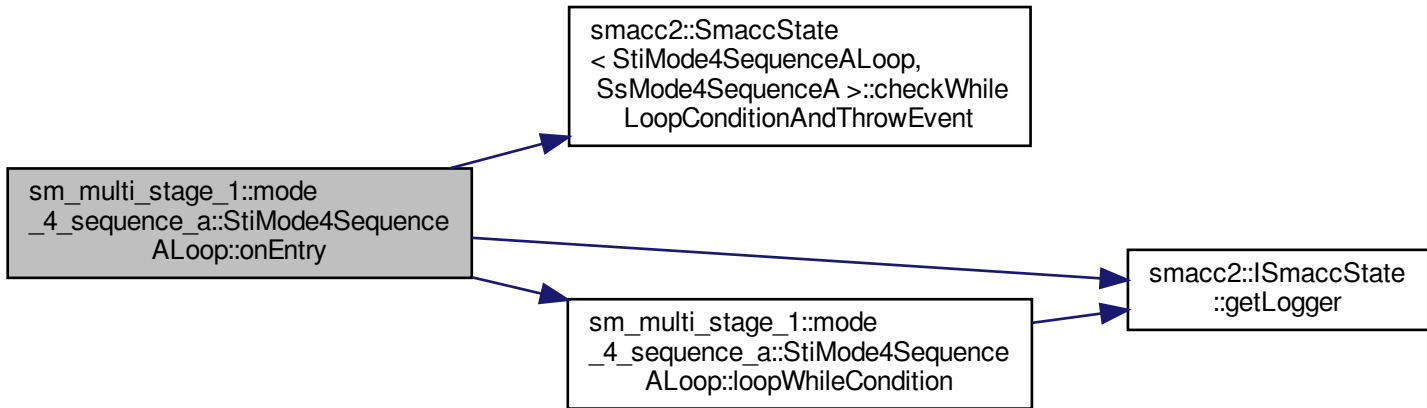 smacc2::SmaccState
< StiMode4SequenceALoop,
SsMode4SequenceA >::checkWhile
LoopConditionAndThrowEvent
sm_multi_stage_1::mode
_4_sequence_a::StiMode4Sequence
ALoop::onEntry
smacc2::ISmaccState
::getLogger
sm_multi_stage_1::mode
_4_sequence_a::StiMode4Sequence
ALoop::loopWhileCondition